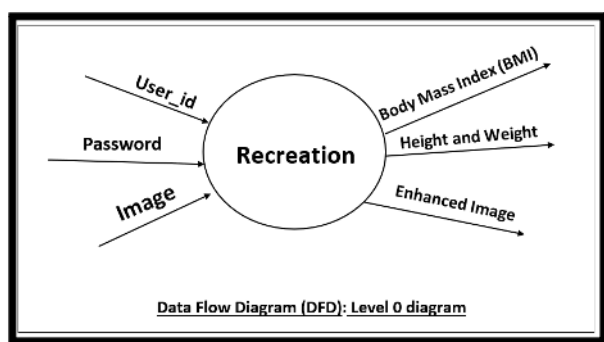 User_id
Password
Image
Recreation
Body Mass Index (BMI)
Height and Weight
Enhanced Image
Data Flow Diagram (DFD): Level 0 diagram